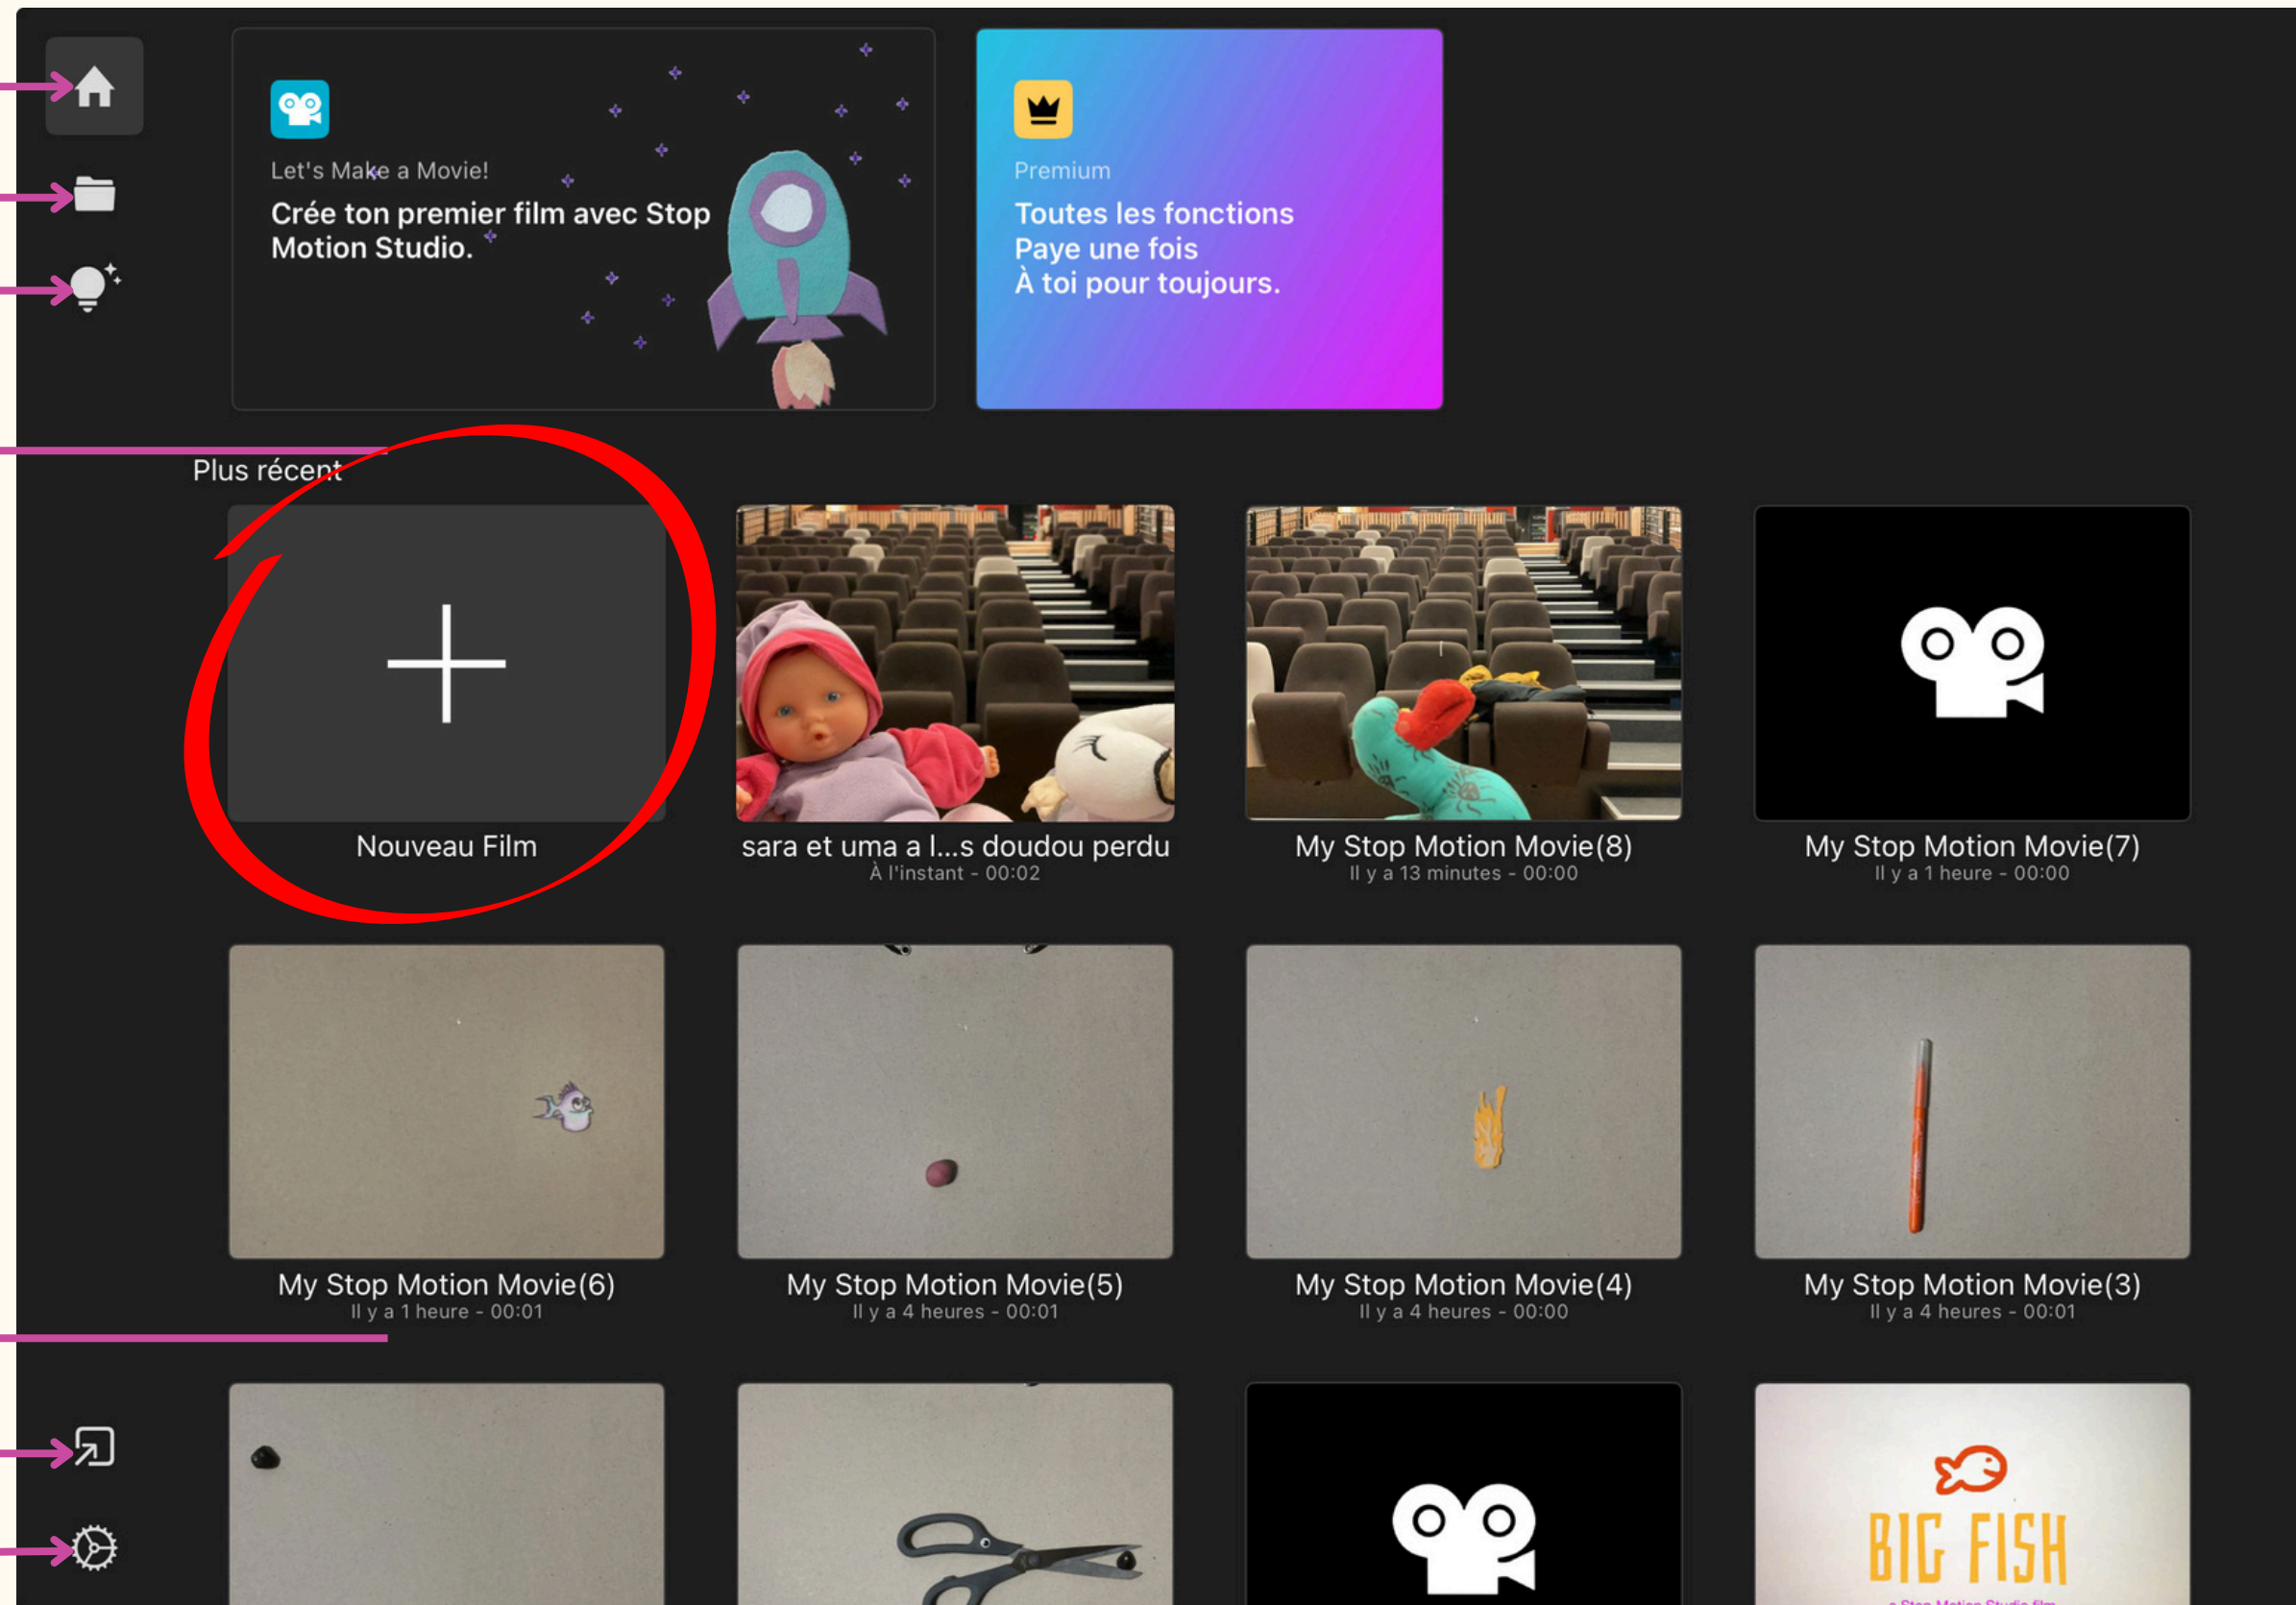 Let's Make a Movie!
Crée ton premier film avec Stop
Motion Studio.
Premium
Toutes les fonctions
Paye une fois
À toi pour toujours.
Plus récent
Nouveau Film
sara et uma a l...s doudou perdu
À l'instant - 00:02
My Stop Motion Movie(8)
Il y a 13 minutes - 00:00
My Stop Motion Movie(7)
Il y a 1 heure - 00:00
My Stop Motion Movie(6)
Il y a 1 heure - 00:01
My Stop Motion Movie(5)
Il y a 4 heures - 00:01
My Stop Motion Movie(4)
Il y a 4 heures - 00:00
My Stop Motion Movie(3)
Il y a 4 heures - 00:01
BIG FISH
a Stop Motion Studio film